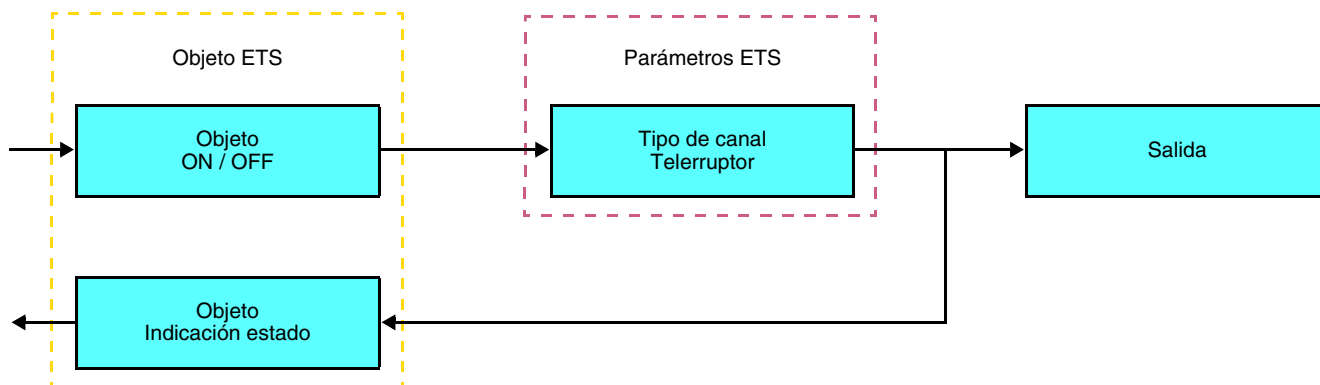 Objeto ETS
Parámetros ETS
Objeto
ON / OFF
Tipo de canal
Telerruptor
Salida
Objeto
Indicación estado